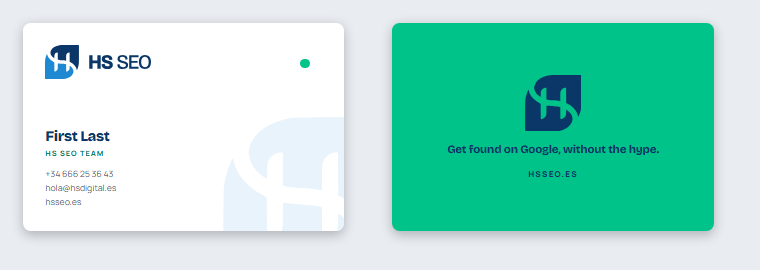 HS SEO
First Last
HS SEO TEAM
+34 666 25 36 43
hola@hsdigital.es
hsseo.es
Get found on Google, without the hype.
HSSEO.ES